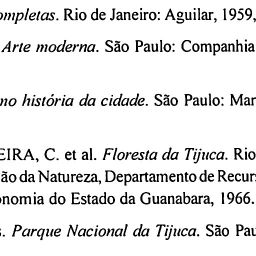 ompletas. Rio de Janeiro: Aguilar, 1959,
Arte moderna. São Paulo: Companhia
mo história da cidade. São Paulo: Mar
EIRA, C. et al. Floresta da Tijuca. Rio
ão da Natureza, Departamento de Recurs
onomia do Estado da Guanabara, 1966.
s. Parque Nacional da Tijuca. São Pau